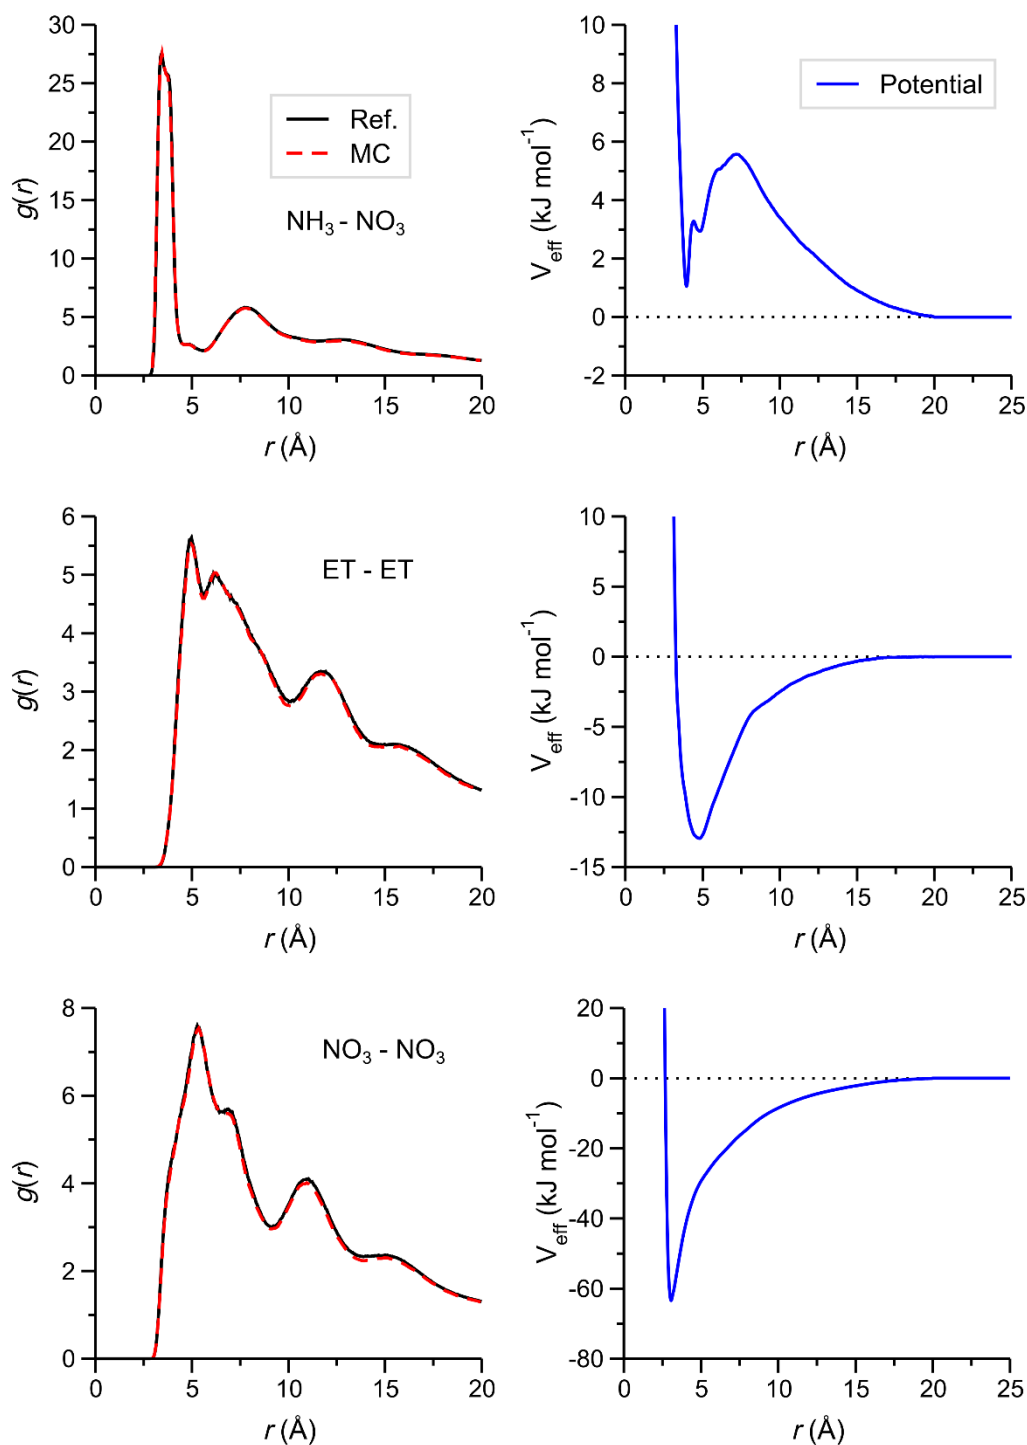 30
25
20
15
10
5
0
g(r)
Ref.
MC
NH₃ - NO₃
0 5 10 15 20
r (Å)
10
8
6
4
2
0
-2
V_eff (kJ mol⁻¹)
Potential
0 5 10 15 20 25
r (Å)
6
5
4
3
2
1
0
g(r)
ET - ET
0 5 10 15 20
r (Å)
10
5
0
-5
-10
-15
V_eff (kJ mol⁻¹)
0 5 10 15 20 25
r (Å)
8
6
4
2
0
g(r)
NO₃ - NO₃
0 5 10 15 20
r (Å)
20
0
-20
-40
-60
-80
V_eff (kJ mol⁻¹)
0 5 10 15 20 25
r (Å)